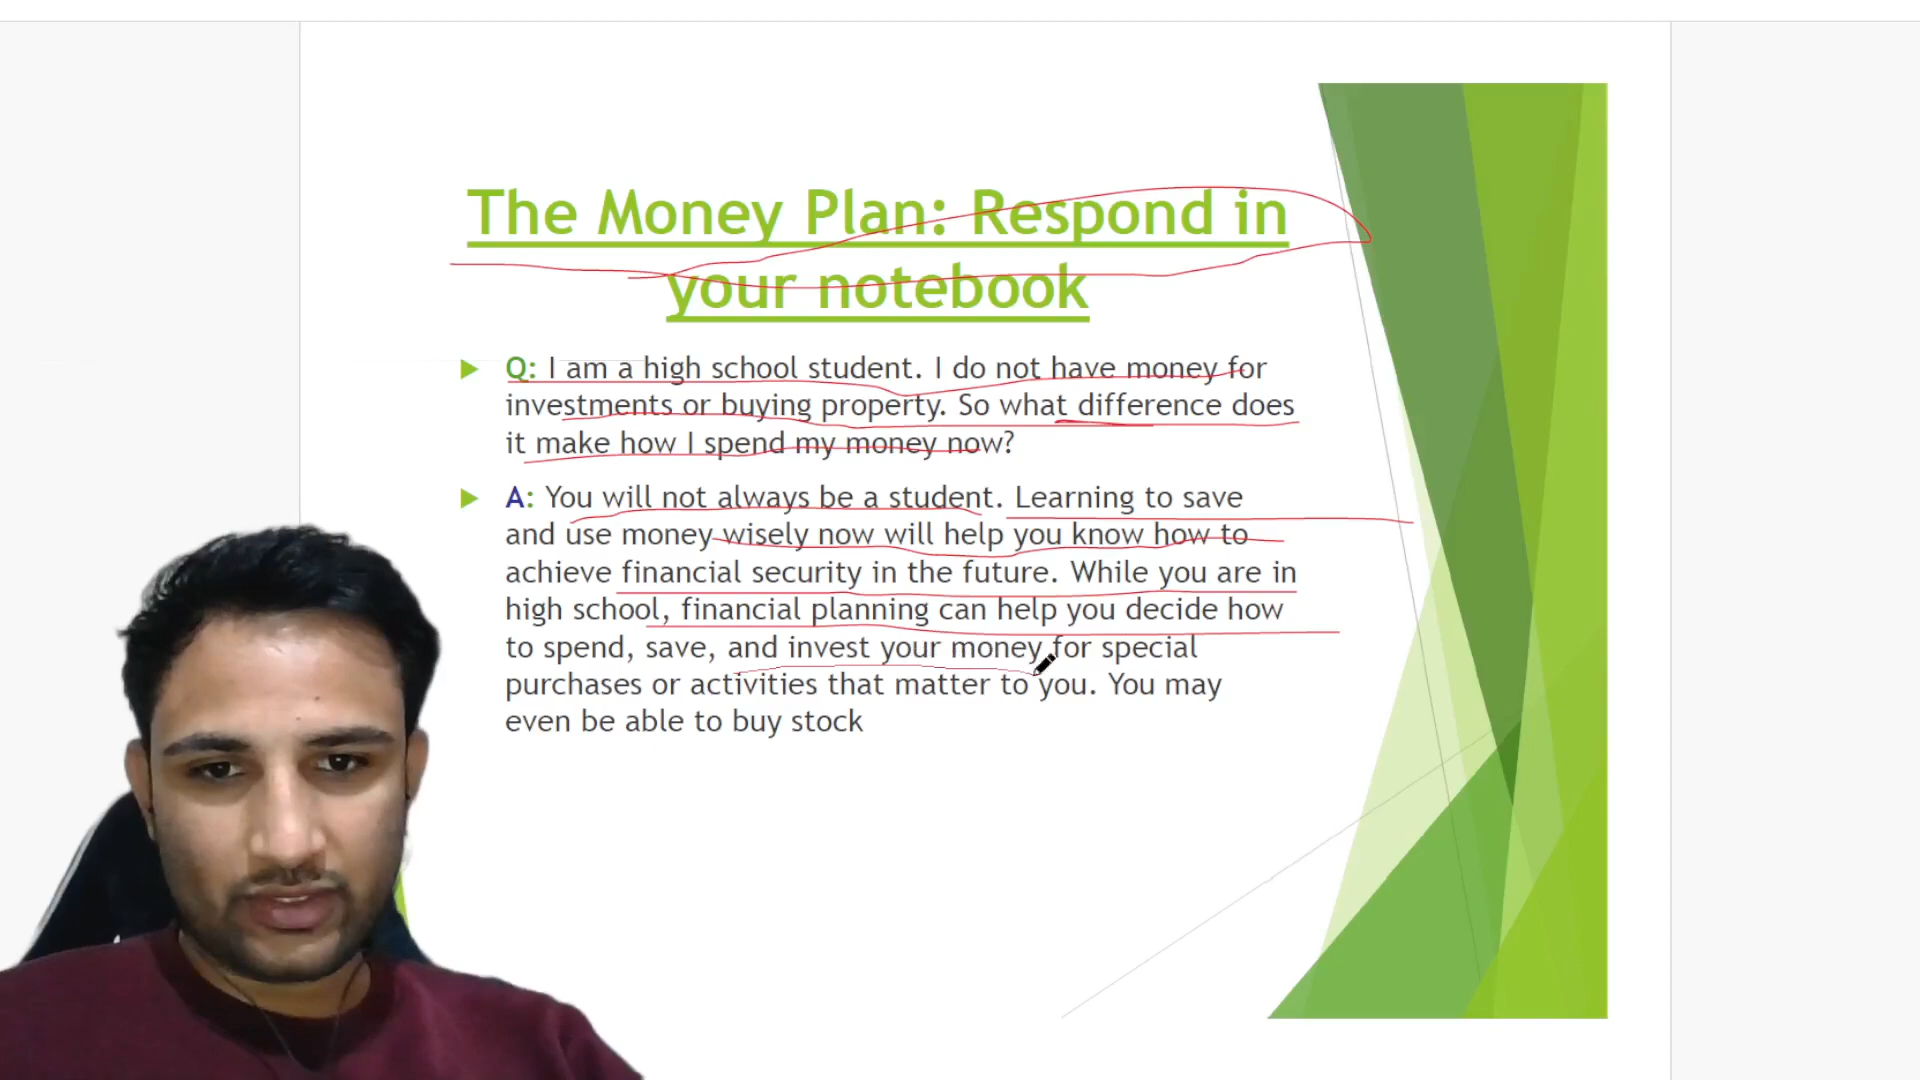 The Money Plan: Respond in
your notebook
Q: I am a high school student. I do not have money for
investments or buying property. So what difference does
it make how I spend my money now?
A: You will not always be a student. Learning to save
and use money wisely now will help you know how to
achieve financial security in the future. While you are in
high school, financial planning can help you decide how
to spend, save, and invest your money for special
purchases or activities that matter to you. You may
even be able to buy stock